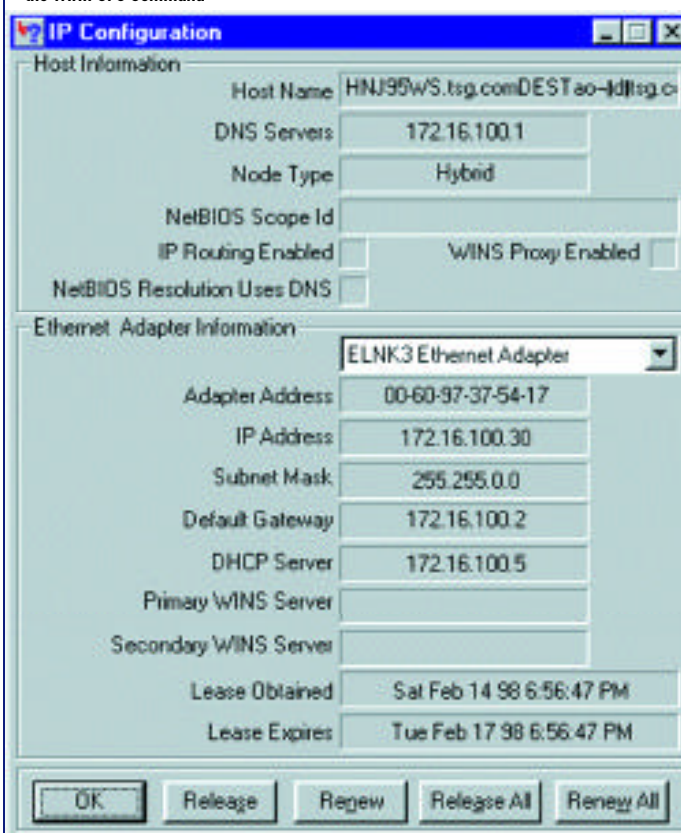 IP Configuration
Host Information
Host Name HNJ95WS.tsg.comDESTao
DNS Servers 172.16.100.1
Node Type Hybrid
NetBIOS Scope Id
IP Routing Enabled WINS Proxy Enabled
NetBIOS Resolution Uses DNS
Ethernet Adapter Information
ELNK3 Ethernet Adapter
Adapter Address 00-60-97-37-54-17
IP Address 172.16.100.30
Subnet Mask 255.255.0.0
Default Gateway 172.16.100.2
DHCP Server 172.16.100.5
Primary WINS Server
Secondary WINS Server
Lease Obtained Sat Feb 14 98 6:56:47 PM
Lease Expires Tue Feb 17 98 6:56:47 PM
OK Release Renew Release All Renew All